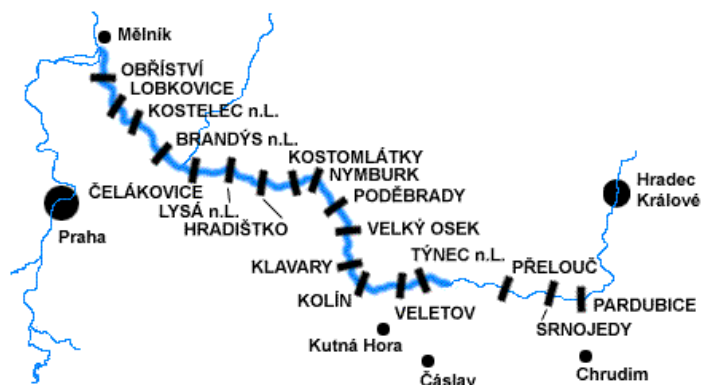 Mělník
OBŘÍSTVÍ
LOBKOVICE
KOSTELEC n.L.
BRANDÝS n.L.
KOSTOMLÁTKY
NYMBURK
ČELÁKOVICE
PODĚBRADY
Hradec
Králové
LYSÁ n.L.
HRADIŠTKO
VELKÝ OSEK
Praha
TÝNEC n.L.
KLAVARY
PŘELOUČ
KOLÍN
VELETOV
PARDUBICE
SRNOJEDY
Kutná Hora
Čáslav
Chrudim